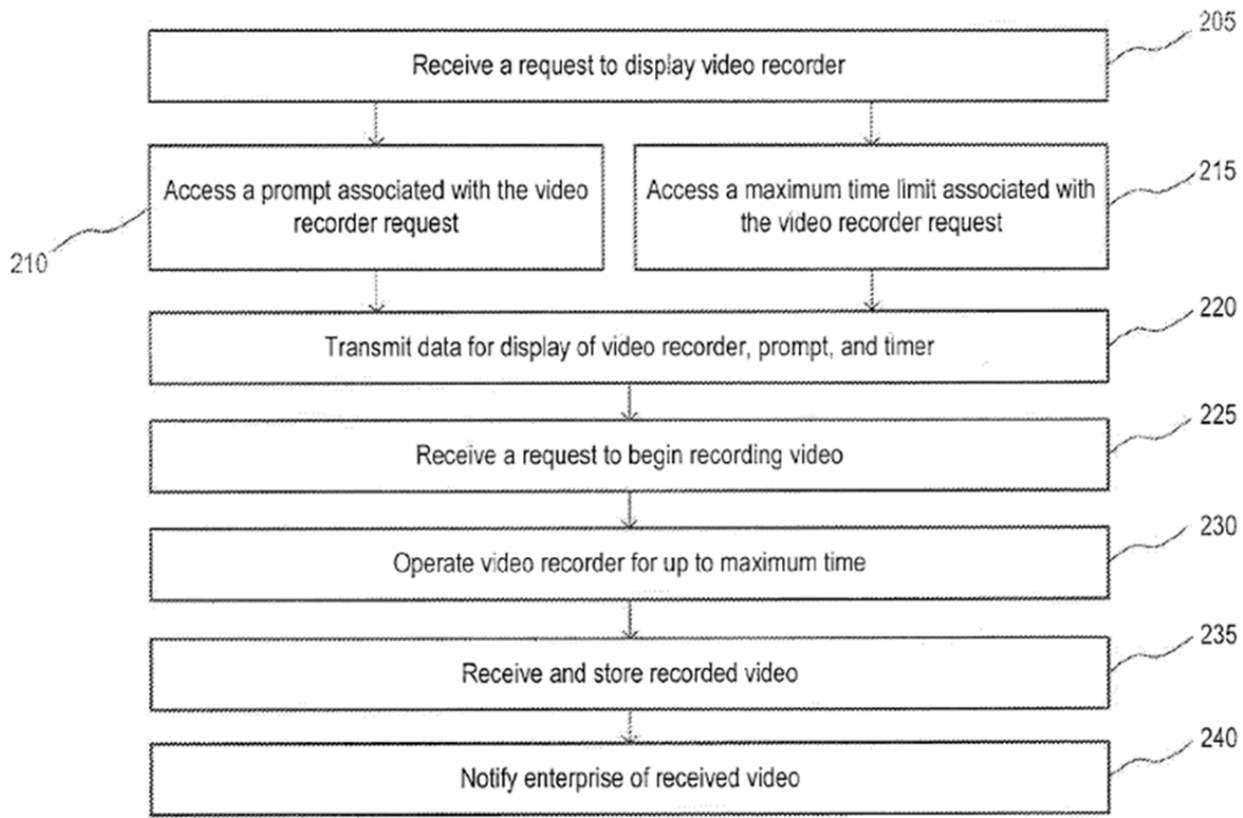 205
Receive a request to display video recorder
Access a prompt associated with the video
recorder request
210
Access a maximum time limit associated with
the video recorder request
215
220
Transmit data for display of video recorder, prompt, and timer
225
Receive a request to begin recording video
230
Operate video recorder for up to maximum time
235
Receive and store recorded video
240
Notify enterprise of received video